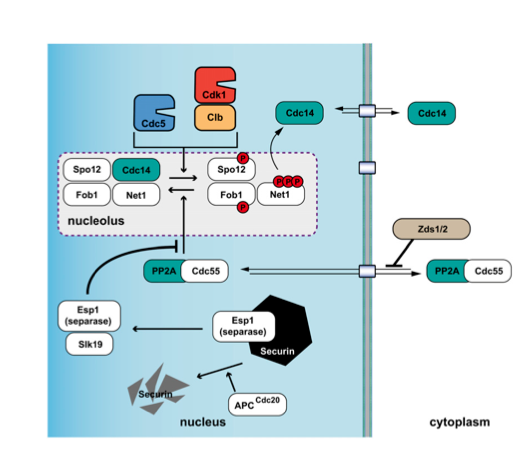 Cdk1
Clb
Cdc5
Cdc14
Cdc14
Spo12
Cdc14
Fob1
Net1
P
Spo12
P P P
Fob1
Net1
P
nucleolus
Zds1/2
PP2A
Cdc55
PP2A
Cdc55
Esp1
(separase)
Slk19
Esp1
(separase)
Securin
Securin
APC Cdc20
nucleus
cytoplasm